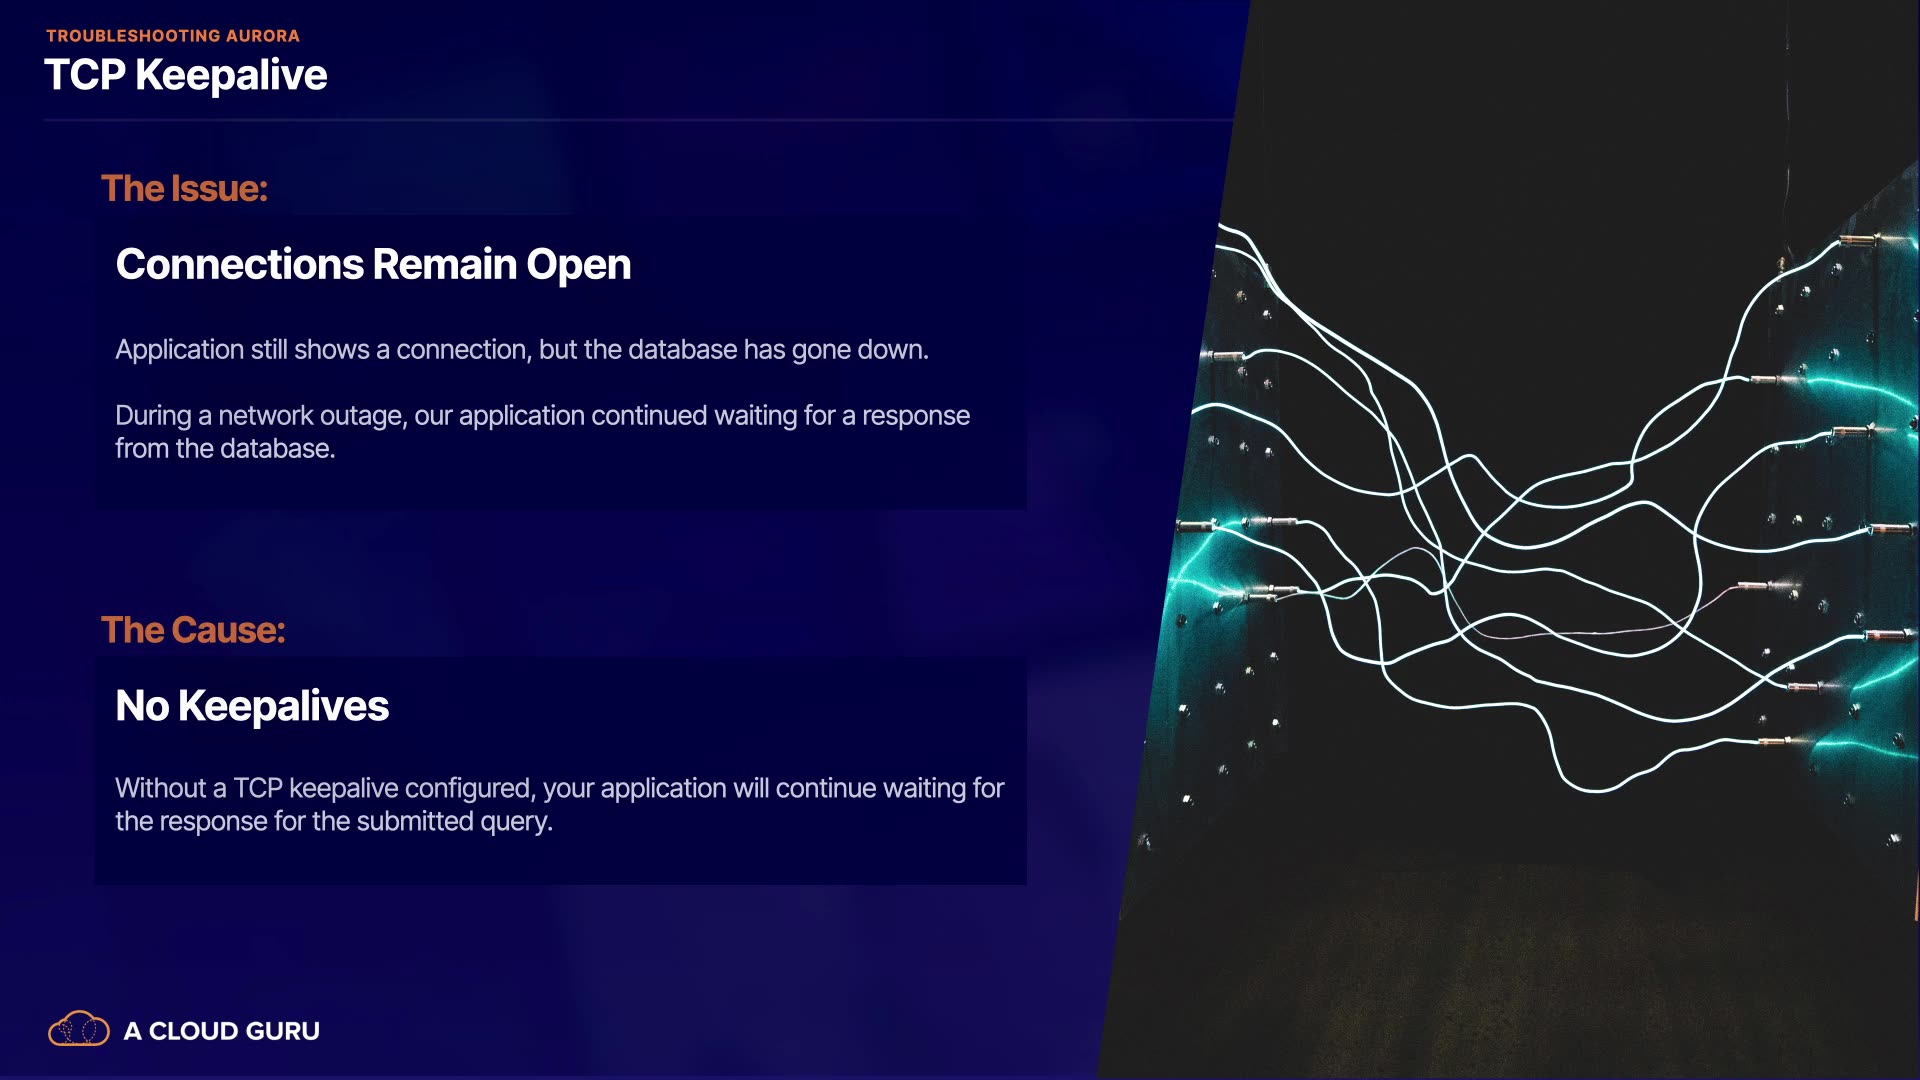 TROUBLESHOOTING AURORA
TCP Keepalive
The Issue:
Connections Remain Open
Application still shows a connection, but the database has gone down.
During a network outage, our application continued waiting for a response
from the database.
The Cause:
No Keepalives
Without a TCP keepalive configured, your application will continue waiting for
the response for the submitted query.
A CLOUD GURU